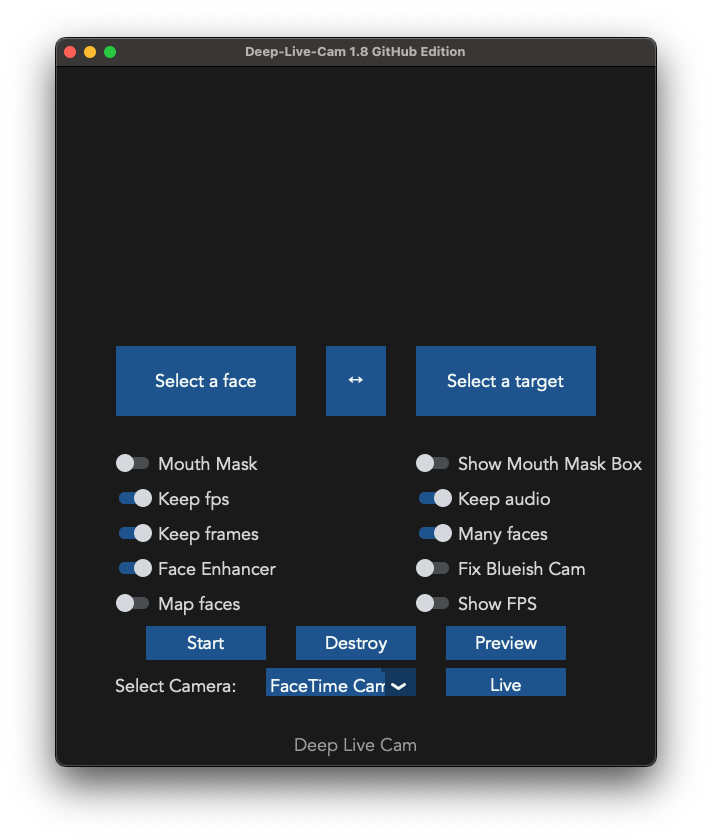 Deep-Live-Cam 1.8 GitHub Edition
Select a face ↔ Select a target
Mouth Mask Show Mouth Mask Box
Keep fps Keep audio
Keep frames Many faces
Face Enhancer Fix Blueish Cam
Map faces Show FPS
Start Destroy Preview
Select Camera: FaceTime Cam Live
Deep Live Cam